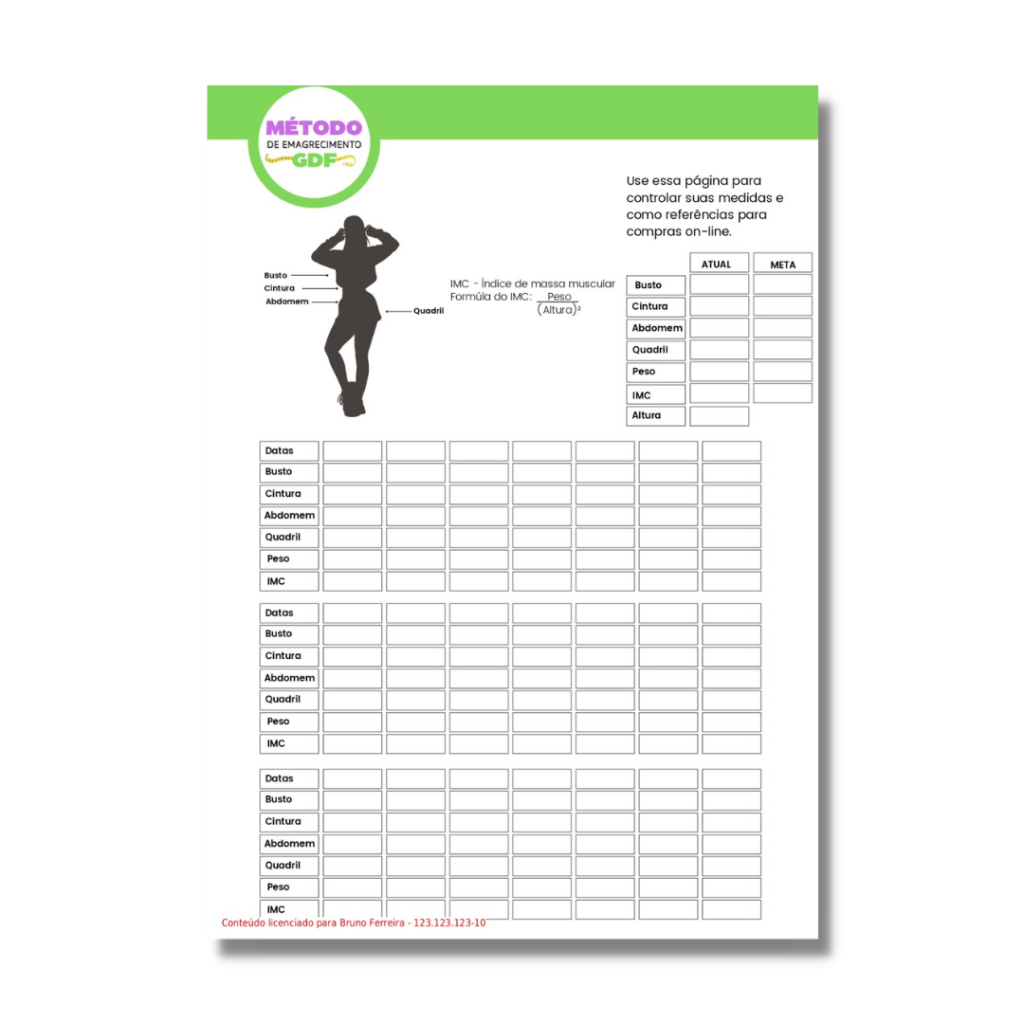 MÉTODO
DE EMAGRECIMENTO
GDF
Use essa página para
controlar suas medidas e
como referências para
compras on-line.
Busto
Cintura
Abdomem
Quadril
IMC - Índice de massa muscular
Formúla do IMC: Peso
(Altura)²
ATUAL META
Busto
Cintura
Abdomem
Quadril
Peso
IMC
Altura
Datas
Busto
Cintura
Abdomem
Quadril
Peso
IMC
Datas
Busto
Cintura
Abdomem
Quadril
Peso
IMC
Datas
Busto
Cintura
Abdomem
Quadril
Peso
IMC
Conteúdo licenciado para Bruno Ferreira - 123.123.123-10